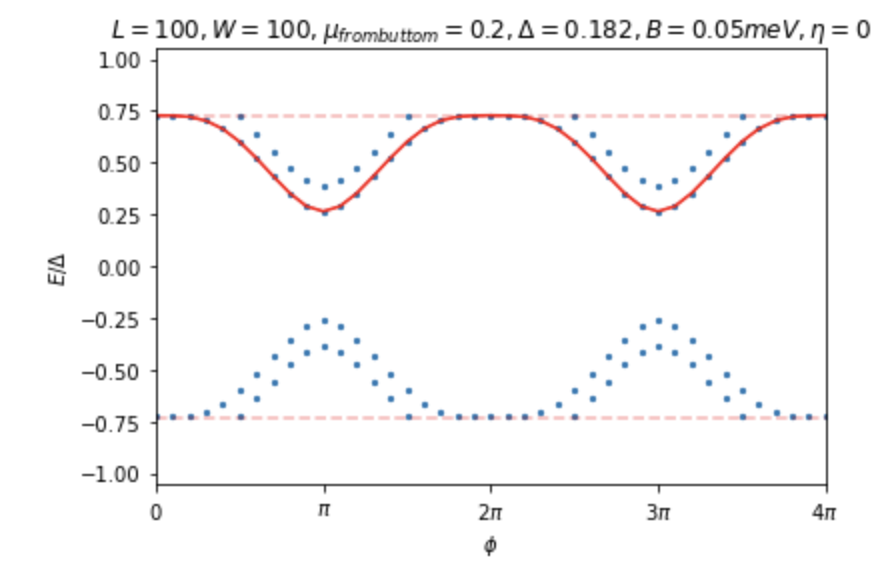 L = 100, W = 100, μ_frombuttom = 0.2, Δ = 0.182, B = 0.05meV, η = 0
1.00
0.75
0.50
0.25
0.00
−0.25
−0.50
−0.75
−1.00
E/Δ
0 π 2π 3π 4π
ϕ